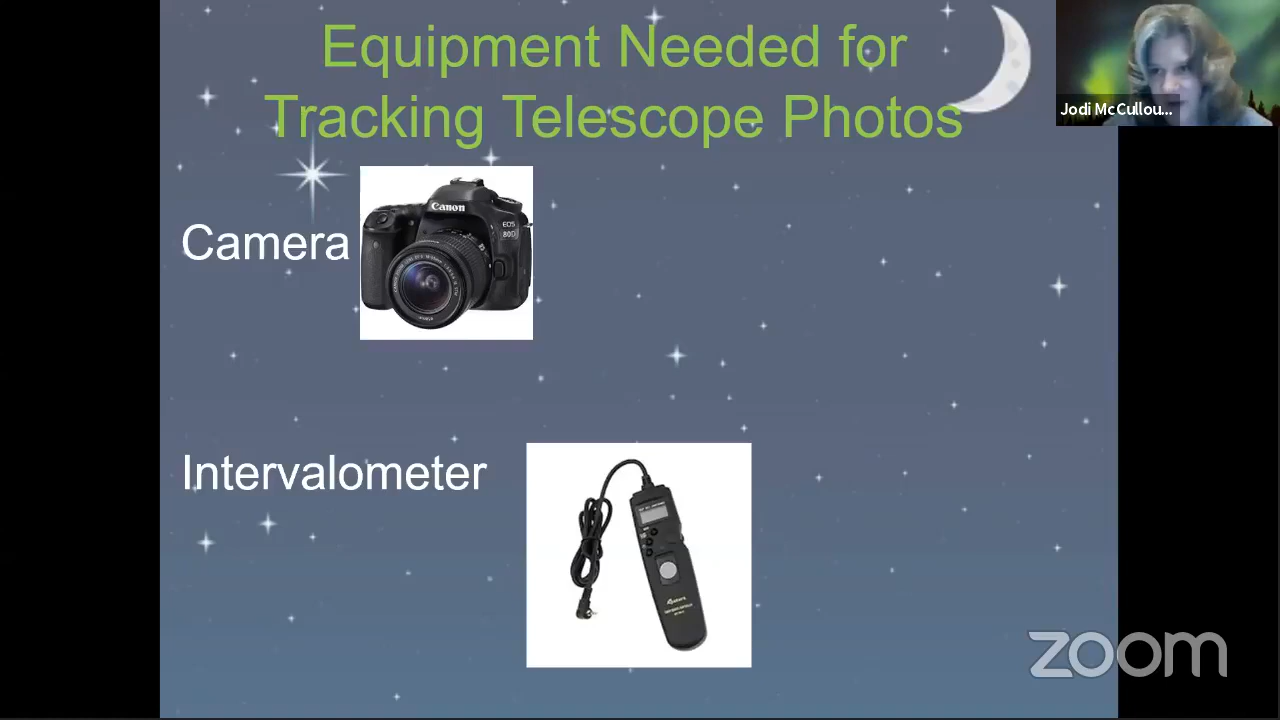 Equipment Needed for
Tracking Telescope Photos
Jodi McCullou...
Camera
Canon
EOS
80D
Intervalometer
zoom